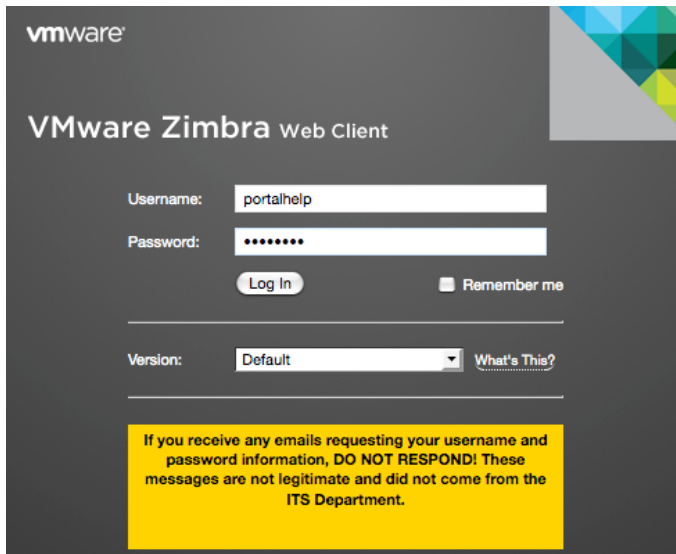 vmware
VMware Zimbra Web Client
Username: portalhelp
Password: ••••••••
Log In Remember me
Version: Default What's This?
If you receive any emails requesting your username and
password information, DO NOT RESPOND! These
messages are not legitimate and did not come from the
ITS Department.